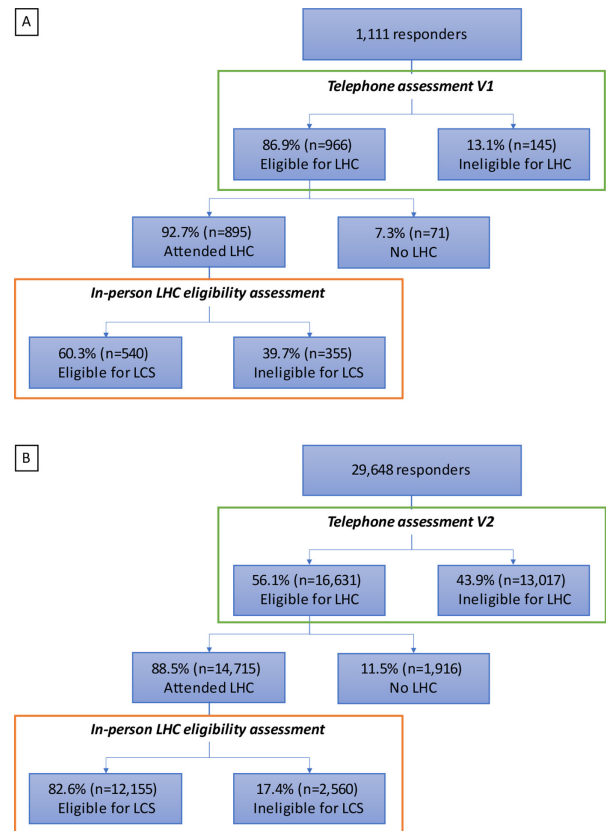 A
1,111 responders
Telephone assessment V1
86.9% (n=966)
Eligible for LHC
13.1% (n=145)
Ineligible for LHC
92.7% (n=895)
Attended LHC
7.3% (n=71)
No LHC
In-person LHC eligibility assessment
60.3% (n=540)
Eligible for LCS
39.7% (n=355)
Ineligible for LCS
B
29,648 responders
Telephone assessment V2
56.1% (n=16,631)
Eligible for LHC
43.9% (n=13,017)
Ineligible for LHC
88.5% (n=14,715)
Attended LHC
11.5% (n=1,916)
No LHC
In-person LHC eligibility assessment
82.6% (n=12,155)
Eligible for LCS
17.4% (n=2,560)
Ineligible for LCS